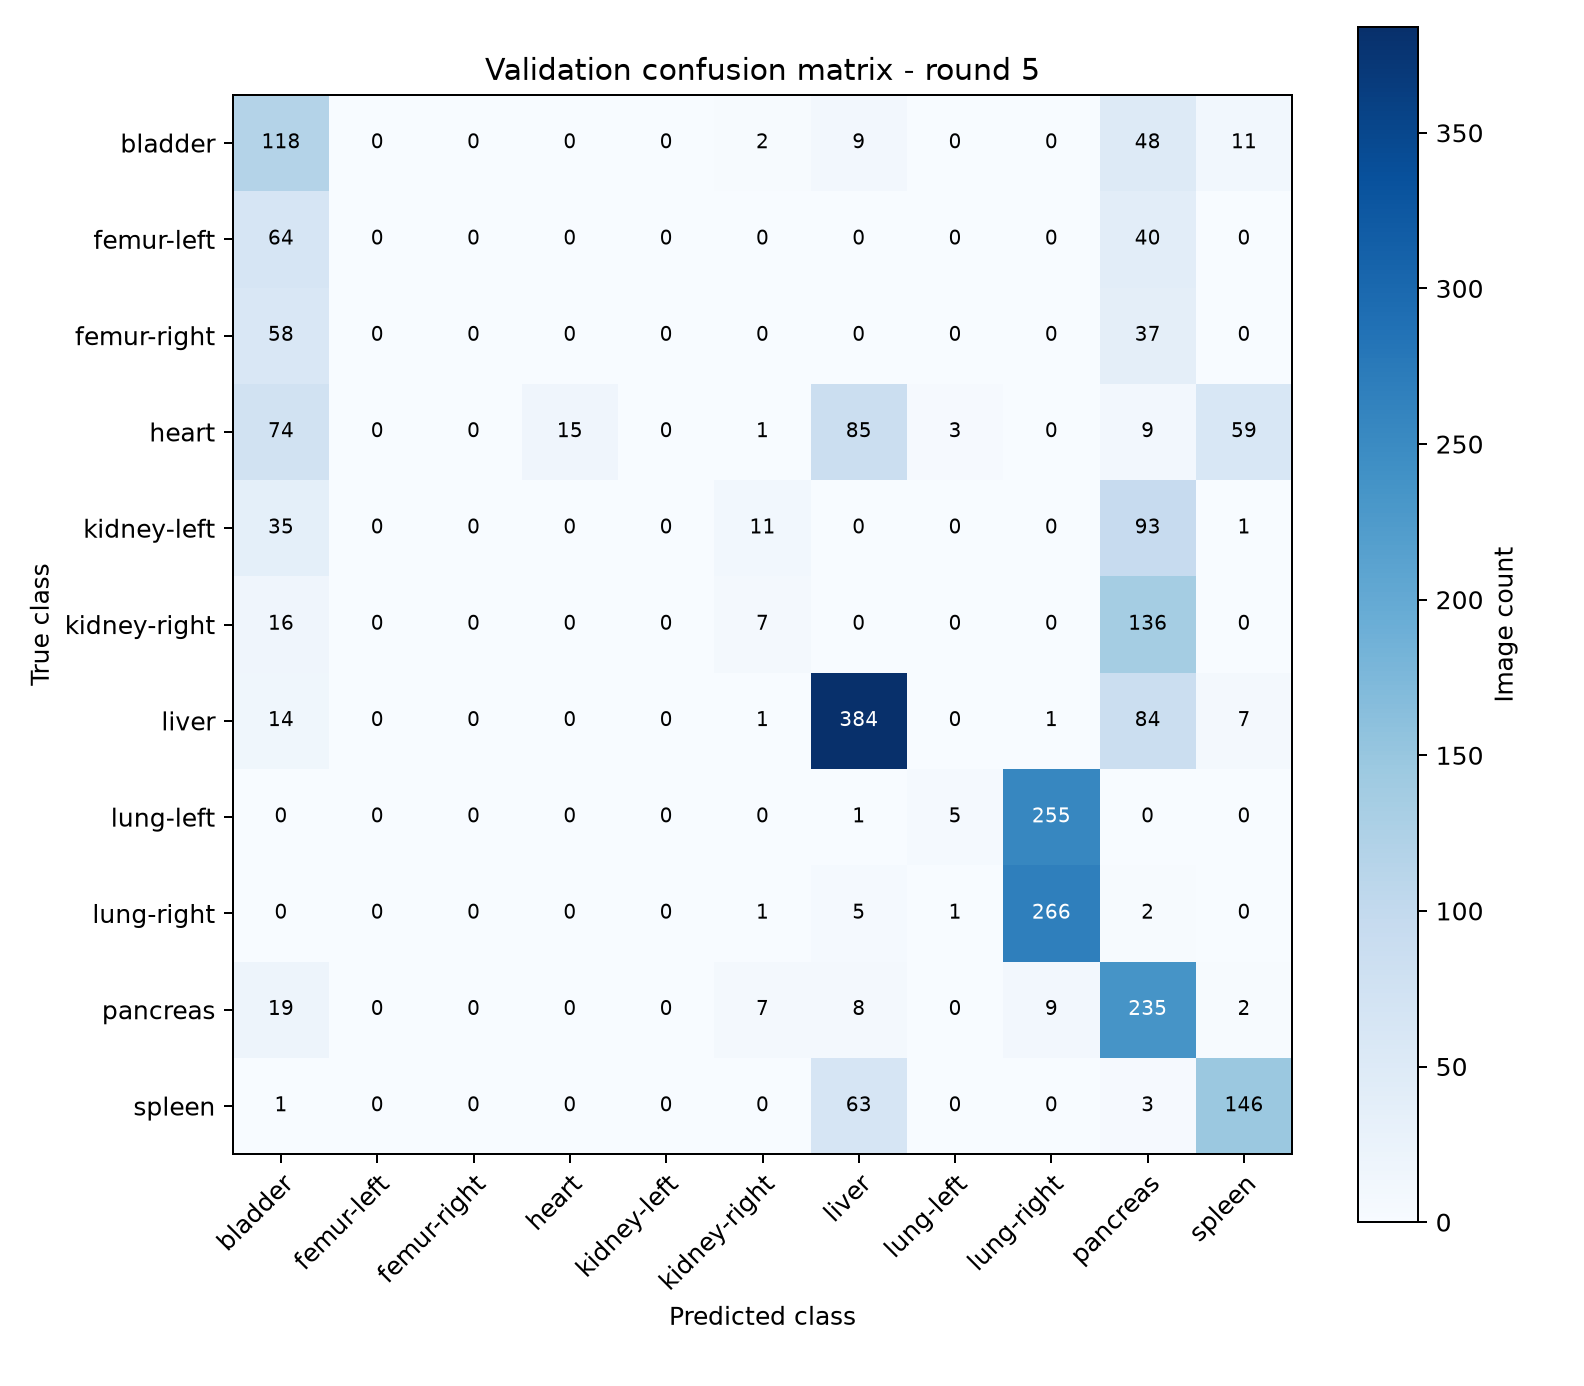 Validation confusion matrix - round 5
bladder 118 0 0 0 0 2 9 0 0 48 11
femur-left 64 0 0 0 0 0 0 0 0 40 0
femur-right 58 0 0 0 0 0 0 0 0 37 0
heart 74 0 0 15 0 1 85 3 0 9 59
kidney-left 35 0 0 0 0 11 0 0 0 93 1
kidney-right 16 0 0 0 0 7 0 0 0 136 0
liver 14 0 0 0 0 1 384 0 1 84 7
lung-left 0 0 0 0 0 0 1 5 255 0 0
lung-right 0 0 0 0 0 1 5 1 266 2 0
pancreas 19 0 0 0 0 7 8 0 9 235 2
spleen 1 0 0 0 0 0 63 0 0 3 146
True class
bladder femur-left femur-right heart kidney-left kidney-right liver lung-left lung-right pancreas spleen
Predicted class
350
300
250
200
150
100
50
0
Image count